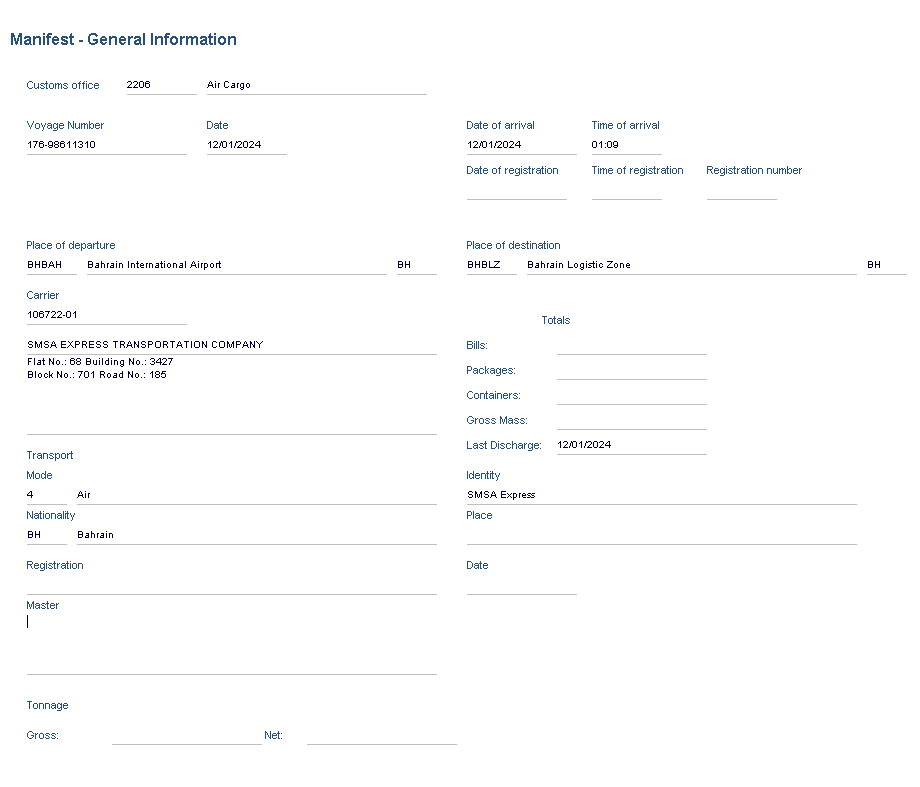 Manifest - General Information
Customs office 2206 Air Cargo
Voyage Number Date Date of arrival Time of arrival
176-98611310 12/01/2024 12/01/2024 01:09
Date of registration Time of registration Registration number
Place of departure Place of destination
BHBAH Bahrain International Airport BH BHBLZ Bahrain Logistic Zone BH
Carrier
106722-01
Totals
SMSA EXPRESS TRANSPORTATION COMPANY Bills:
Flat No.: 68 Building No.: 3427
Block No.: 701 Road No.: 185
Packages:
Containers:
Gross Mass:
Last Discharge: 12/01/2024
Transport
Mode Identity
4 Air SMSA Express
Nationality Place
BH Bahrain
Registration Date
Master
Tonnage
Gross: Net: